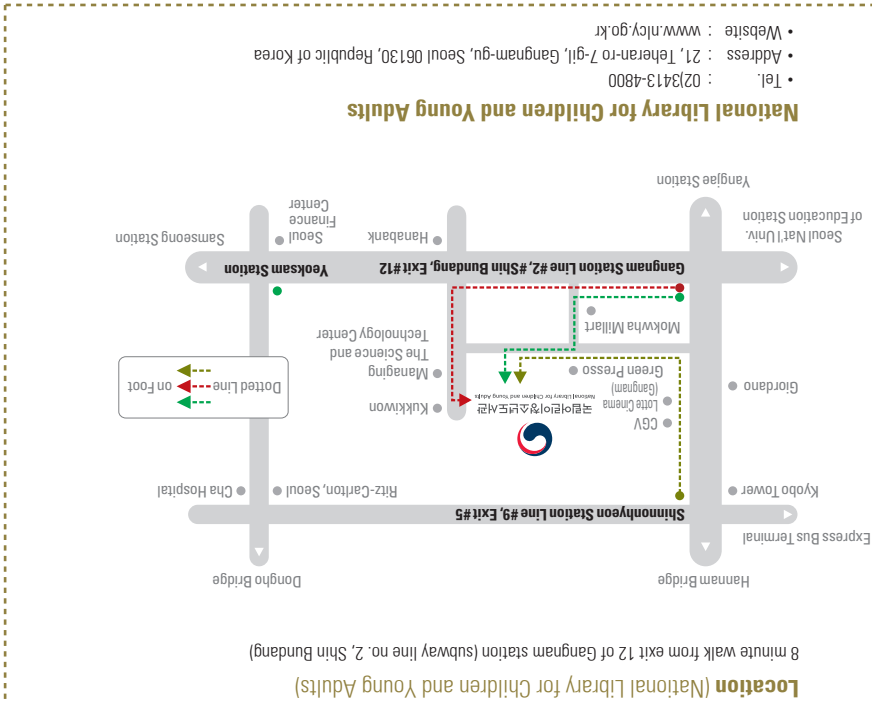 Location (National Library for Children and Young Adults)
8 minute walk from exit 12 of Gangnam station (subway line no. 2, Shin Bundang)
Hannam Bridge
Dongho Bridge
Express Bus Terminal
Shinnonhyeon Station Line #9, Exit #5
Kyobo Tower
Ritz-Carlton, Seoul
Cha Hospital
CGV
Lotte Cinema
(Gangnam)
국립어린이청소년도서관
National Library for Children and Young Adults
Kukkiwon
Giordano
Green Presso
Managing
The Science and
Technology Center
Dotted Line
on Foot
Mokwha Millart
Gangnam Station Line #2, #Shin Bundang, Exit #12
Yeoksam Station
Seoul Nat'l Univ.
of Education Station
Hanabank
Seoul
Finance
Center
Samseong Station
Yangjae Station
National Library for Children and Young Adults
• Tel. : 02)3413-4800
• Address : 21, Teheran-ro 7-gil, Gangnam-gu, Seoul 06130, Republic of Korea
• Website : www.nlcy.go.kr